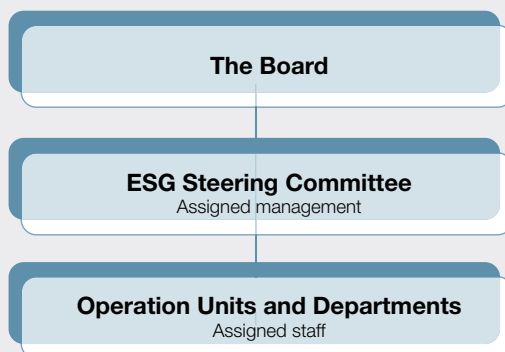 The Board
ESG Steering Committee
Assigned management
Operation Units and Departments
Assigned staff